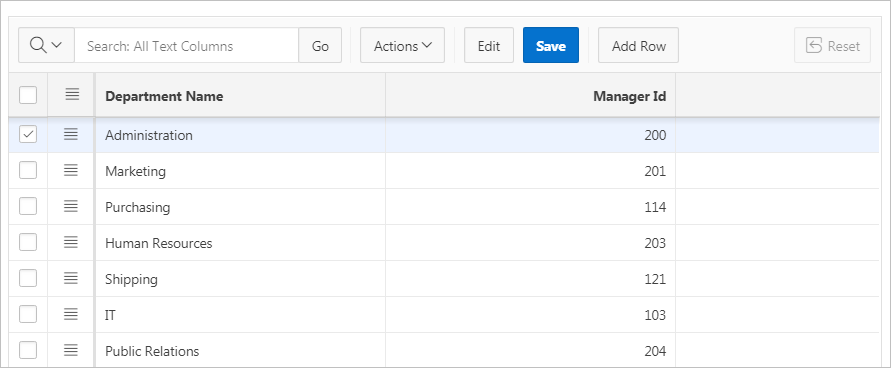 Search: All Text Columns Go Actions Edit Save Add Row Reset
Department Name Manager Id
Administration 200
Marketing 201
Purchasing 114
Human Resources 203
Shipping 121
IT 103
Public Relations 204